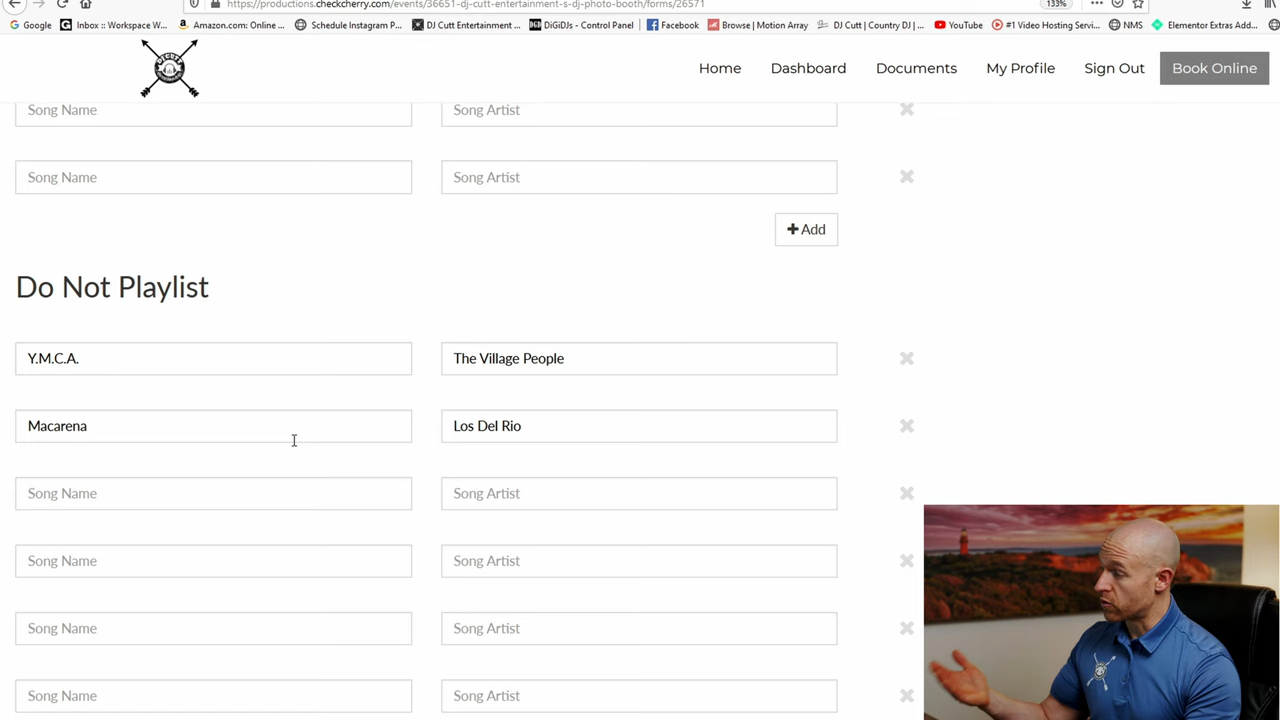 https://productions.checkcherry.com/events/36651-dj-cutt-entertainment-s-dj-photo-booth/forms/26571 133%
Google Inbox :: Workspace W... Amazon.com: Online ... Schedule Instagram P... DJ Cutt Entertainment ... DGD DiGiDJs - Control Panel Facebook Browse | Motion Array DJ Cutt | Country DJ | ... YouTube #1 Video Hosting Servi... NMS Elementor Extras Add...
Home Dashboard Documents My Profile Sign Out Book Online
Song Name Song Artist
Song Name Song Artist
+ Add
Do Not Playlist
Y.M.C.A. The Village People
Macarena Los Del Rio
Song Name Song Artist
Song Name Song Artist
Song Name Song Artist
Song Name Song Artist